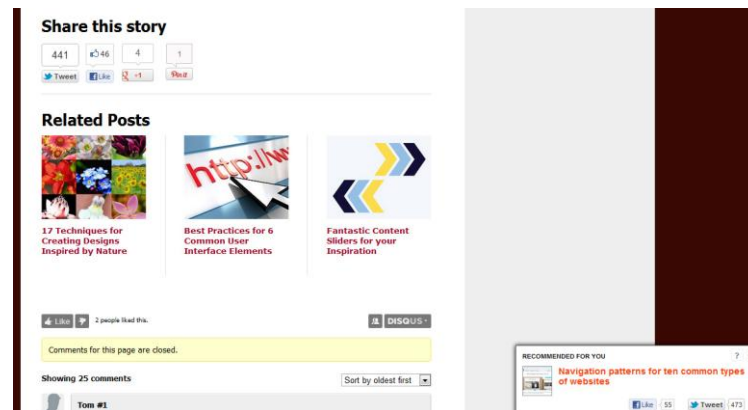 Share this story
441 46 4 1
Tweet Like +1 Pin it
Related Posts
http://w
17 Techniques for
Creating Designs
Inspired by Nature
Best Practices for 6
Common User
Interface Elements
Fantastic Content
Sliders for your
Inspiration
Like 2 people liked this. DISQUS
Comments for this page are closed.
Showing 25 comments Sort by oldest first
Tom #1
RECOMMENDED FOR YOU ?
Navigation patterns for ten common types
of websites
Like 55 Tweet 473